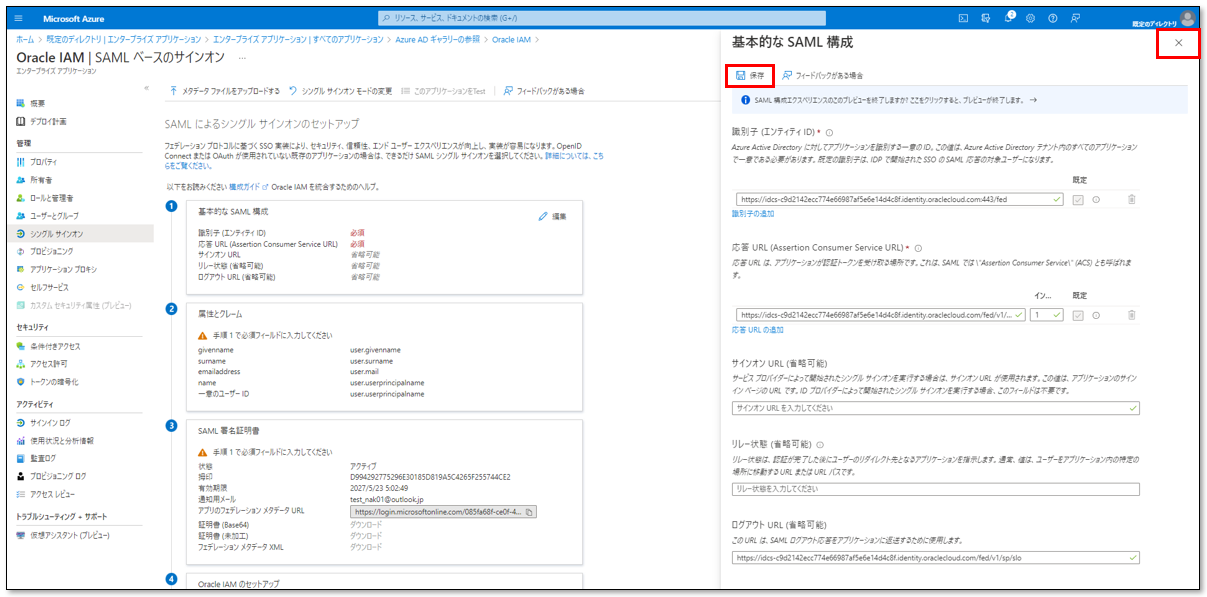 Microsoft Azure
リソース、サービス、ドキュメントの検索 (G+/)
既定のディレクトリ
ホーム > 既定のディレクトリ | エンタープライズ アプリケーション > エンタープライズ アプリケーション | すべてのアプリケーション > Azure AD ギャラリーの参照 > Oracle IAM >
Oracle IAM | SAML ベースのサインオン ...
エンタープライズ アプリケーション
概要
デプロイ計画
管理
プロパティ
所有者
ロールと管理者
ユーザーとグループ
シングル サインオン
プロビジョニング
アプリケーション プロキシ
セルフサービス
カスタム セキュリティ属性 (プレビュー)
セキュリティ
条件付きアクセス
アクセス許可
トークンの暗号化
アクティビティ
サインイン ログ
使用状況と分析情報
監査ログ
プロビジョニング ログ
アクセス レビュー
トラブルシューティング + サポート
仮想アシスタント (プレビュー)
メタデータ ファイルをアップロードする シングル サインオン モードの変更 このアプリケーションをTest フィードバックがある場合
SAML によるシングル サインオンのセットアップ
フェデレーション プロトコルに基づく SSO 実装により、セキュリティ、信頼性、エンド ユーザー エクスペリエンスが向上し、実装が容易になります。OpenID
Connect または OAuth が使用されていない既存のアプリケーションの場合は、できるだけ SAML シングル サインオンを選択してください。詳細については、こち
らをご覧ください。
以下をお読みください 構成ガイド Oracle IAM を統合するためのヘルプ。
1
基本的な SAML 構成
編集
識別子 (エンティティ ID) 必須
応答 URL (Assertion Consumer Service URL) 必須
サインオン URL 省略可能
リレー状態 (省略可能) 省略可能
ログアウト URL (省略可能) 省略可能
2
属性とクレーム
手順 1 で必須フィールドに入力してください
givenname user.givenname
surname user.surname
emailaddress user.mail
name user.userprincipalname
一意のユーザー ID user.userprincipalname
3
SAML 署名証明書
手順 1 で必須フィールドに入力してください
状態 アクティブ
拇印 D994292775296E30185D819A5C4265F255744CE2
有効期限 2027/5/23 5:02:49
通知用メール test_nak01@outlook.jp
アプリのフェデレーション メタデータ URL https://login.microsoftonline.com/085fa68f-ce0f-4...
証明書 (Base64) ダウンロード
証明書 (未加工) ダウンロード
フェデレーション メタデータ XML ダウンロード
4
Oracle IAM のセットアップ
基本的な SAML 構成
保存 フィードバックがある場合
SAML 構成エクスペリエンスのこのプレビューを終了しますか? ここをクリックすると、プレビューが終了します。 →
識別子 (エンティティ ID) *
Azure Active Directory に対してアプリケーションを識別する一意の ID。この値は、Azure Active Directory テナント内のすべてのアプリケーション
で一意である必要があります。既定の識別子は、IDP で開始された SSO の SAML 応答の対象ユーザーになります。
既定
https://idcs-c9d2142ecc774e66987af5e6e14d4c8f.identity.oraclecloud.com:443/fed
識別子の追加
応答 URL (Assertion Consumer Service URL) *
応答 URL は、アプリケーションが認証トークンを受け取る場所です。これは、SAML では \"Assertion Consumer Service\" (ACS) とも呼ばれま
す。
イン... 既定
https://idcs-c9d2142ecc774e66987af5e6e14d4c8f.identity.oraclecloud.com/fed/v1/... 1
応答 URL の追加
サインオン URL (省略可能)
サービス プロバイダーによって開始されたシングル サインオンを実行する場合は、サインオン URL が使用されます。この値は、アプリケーションのサイン
イン ページの URL です。ID プロバイダーによって開始されたシングル サインオンを実行する場合、このフィールドは不要です。
サインオン URL を入力してください
リレー状態 (省略可能)
リレー状態は、認証が完了した後にユーザーのリダイレクト先となるアプリケーションを指示します。通常、値は、ユーザーをアプリケーション内の特定の
場所に移動する URL または URL パスです。
リレー状態を入力してください
ログアウト URL (省略可能)
この URL は、SAML ログアウト応答をアプリケーションに返送するために使用します。
https://idcs-c9d2142ecc774e66987af5e6e14d4c8f.identity.oraclecloud.com/fed/v1/sp/slo